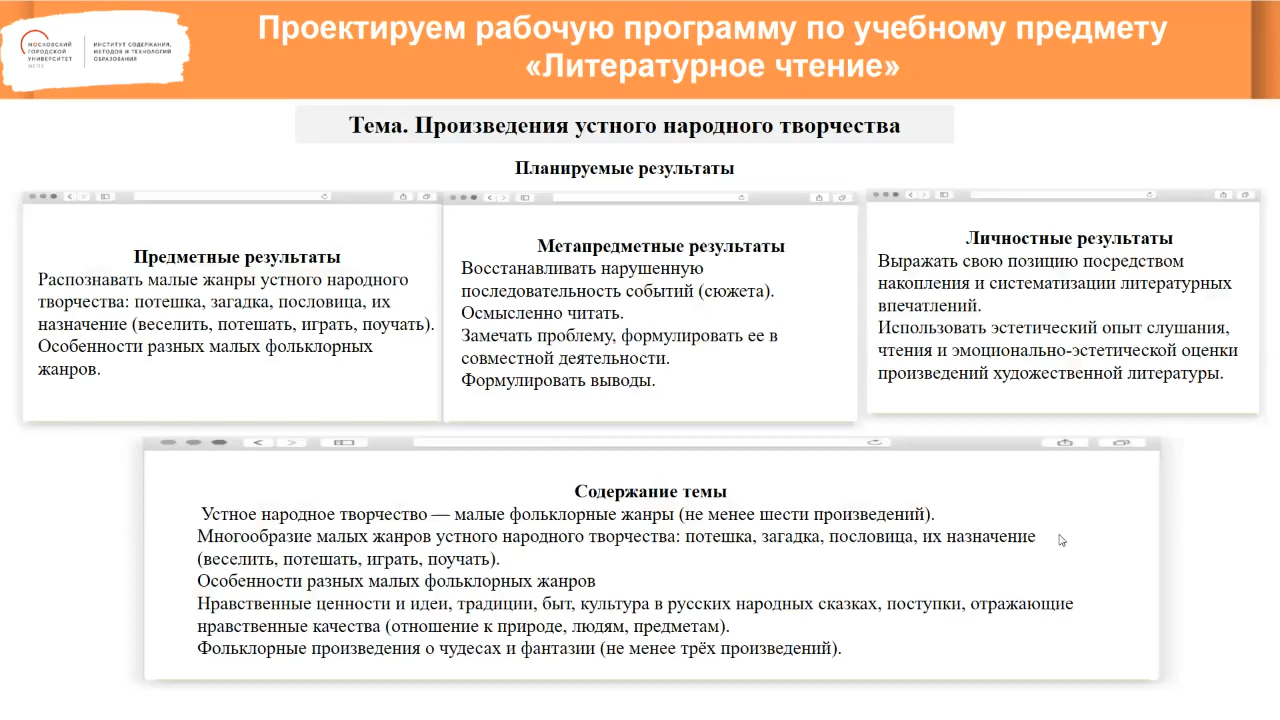 Проектируем рабочую программу по учебному предмету
«Литературное чтение»
МОСКОВСКИЙ
ГОРОДСКОЙ
УНИВЕРСИТЕТ
МГПУ
ИНСТИТУТ СОДЕРЖАНИЯ,
МЕТОДОВ И ТЕХНОЛОГИЙ
ОБРАЗОВАНИЯ
Тема. Произведения устного народного творчества
Планируемые результаты
Предметные результаты
Распознавать малые жанры устного народного
творчества: потешка, загадка, пословица, их
назначение (веселить, потешать, играть, поучать).
Особенности разных малых фольклорных
жанров.
Метапредметные результаты
Восстанавливать нарушенную
последовательность событий (сюжета).
Осмысленно читать.
Замечать проблему, формулировать ее в
совместной деятельности.
Формулировать выводы.
Личностные результаты
Выражать свою позицию посредством
накопления и систематизации литературных
впечатлений.
Использовать эстетический опыт слушания,
чтения и эмоционально-эстетической оценки
произведений художественной литературы.
Содержание темы
Устное народное творчество — малые фольклорные жанры (не менее шести произведений).
Многообразие малых жанров устного народного творчества: потешка, загадка, пословица, их назначение
(веселить, потешать, играть, поучать).
Особенности разных малых фольклорных жанров
Нравственные ценности и идеи, традиции, быт, культура в русских народных сказках, поступки, отражающие
нравственные качества (отношение к природе, людям, предметам).
Фольклорные произведения о чудесах и фантазии (не менее трёх произведений).